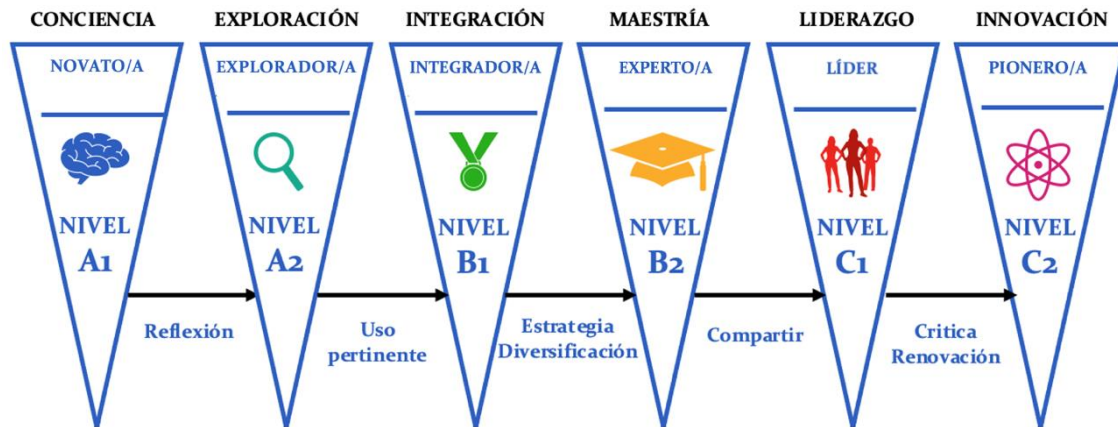 CONCIENCIA
EXPLORACIÓN
INTEGRACIÓN
MAESTRÍA
LIDERAZGO
INNOVACIÓN
NOVATO/A
EXPLORADOR/A
INTEGRADOR/A
EXPERTO/A
LÍDER
PIONERO/A
NIVEL
A1
NIVEL
A2
NIVEL
B1
NIVEL
B2
NIVEL
C1
NIVEL
C2
Reflexión
Uso
pertinente
Estrategia
Diversificación
Compartir
Critica
Renovación